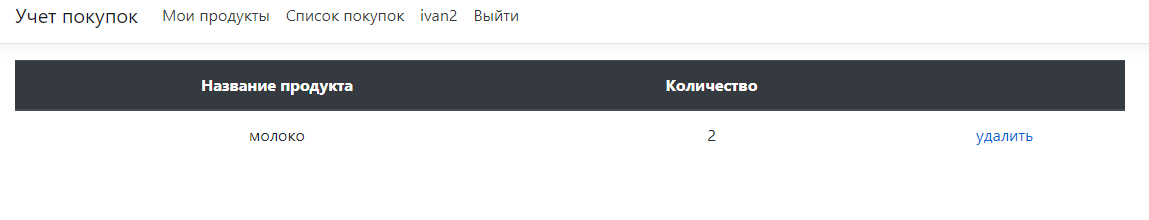 Учет покупок Мои продукты Список покупок ivan2 Выйти
Название продукта Количество
молоко 2 удалить